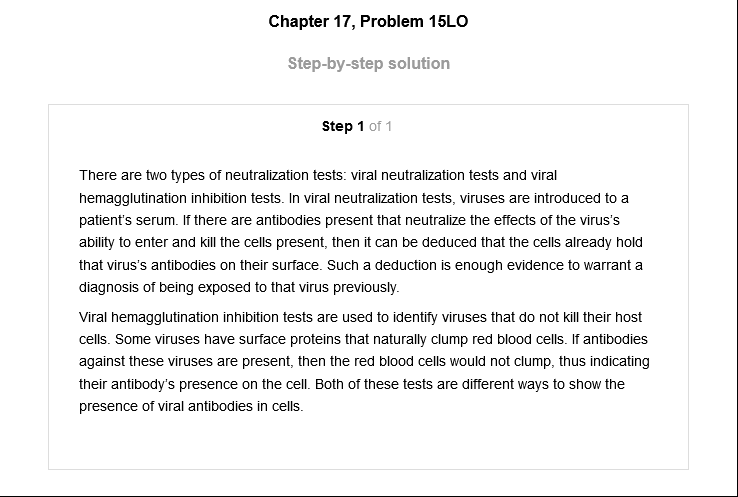 Chapter 17, Problem 15LO
Step-by-step solution
Step 1 of 1
There are two types of neutralization tests: viral neutralization tests and viral
hemagglutination inhibition tests. In viral neutralization tests, viruses are introduced to a
patient's serum. If there are antibodies present that neutralize the effects of the virus's
ability to enter and kill the cells present, then it can be deduced that the cells already hold
that virus's antibodies on their surface. Such a deduction is enough evidence to warrant a
diagnosis of being exposed to that virus previously.
Viral hemagglutination inhibition tests are used to identify viruses that do not kill their host
cells. Some viruses have surface proteins that naturally clump red blood cells. If antibodies
against these viruses are present, then the red blood cells would not clump, thus indicating
their antibody's presence on the cell. Both of these tests are different ways to show the
presence of viral antibodies in cells.